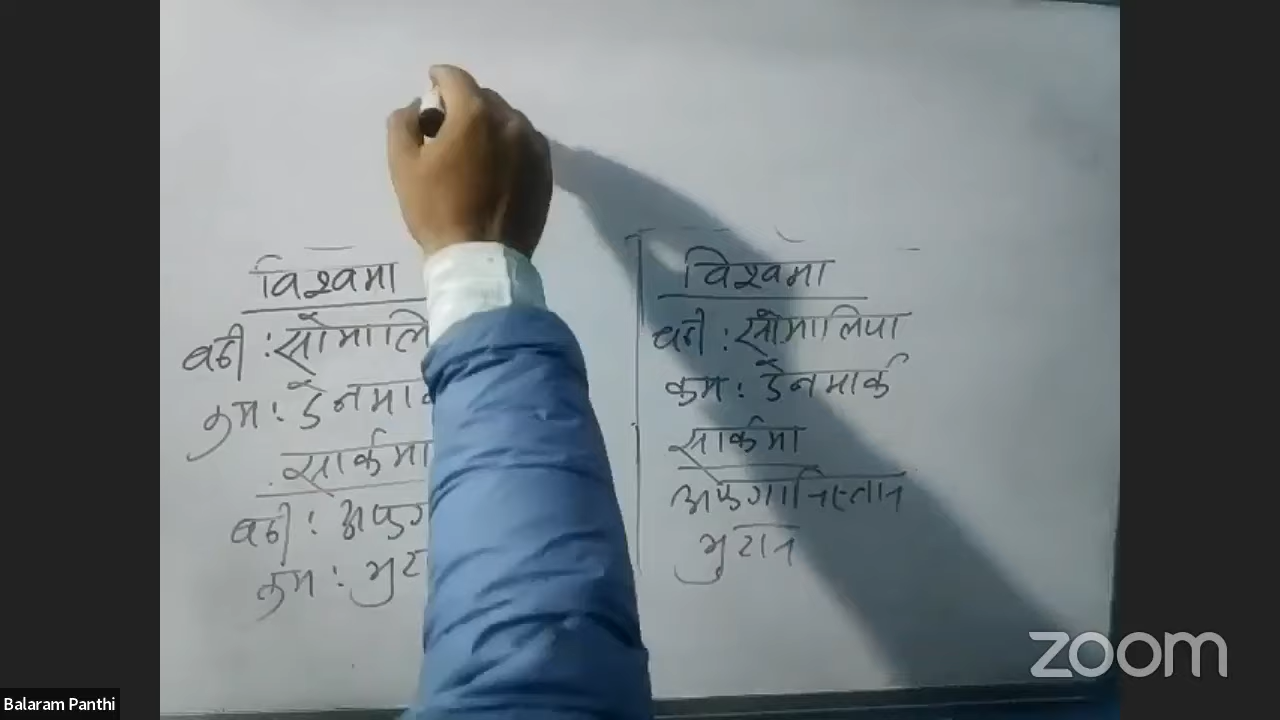 विश्वमा
बढी : सोमालि
कम : डेनमार्क
सार्कमा
बढी : अफग
कम : भुट
विश्वमा
बढी : सोमालिया
कम : डेनमार्क
सार्कमा
अफगानिस्तान
भुटान
zoom
Balaram Panthi